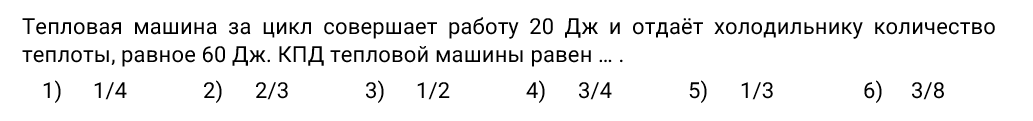 Тепловая машина за цикл совершает работу 20 Дж и отдаёт холодильнику количество
теплоты, равное 60 Дж. КПД тепловой машины равен ... .
1) 1/4 2) 2/3 3) 1/2 4) 3/4 5) 1/3 6) 3/8